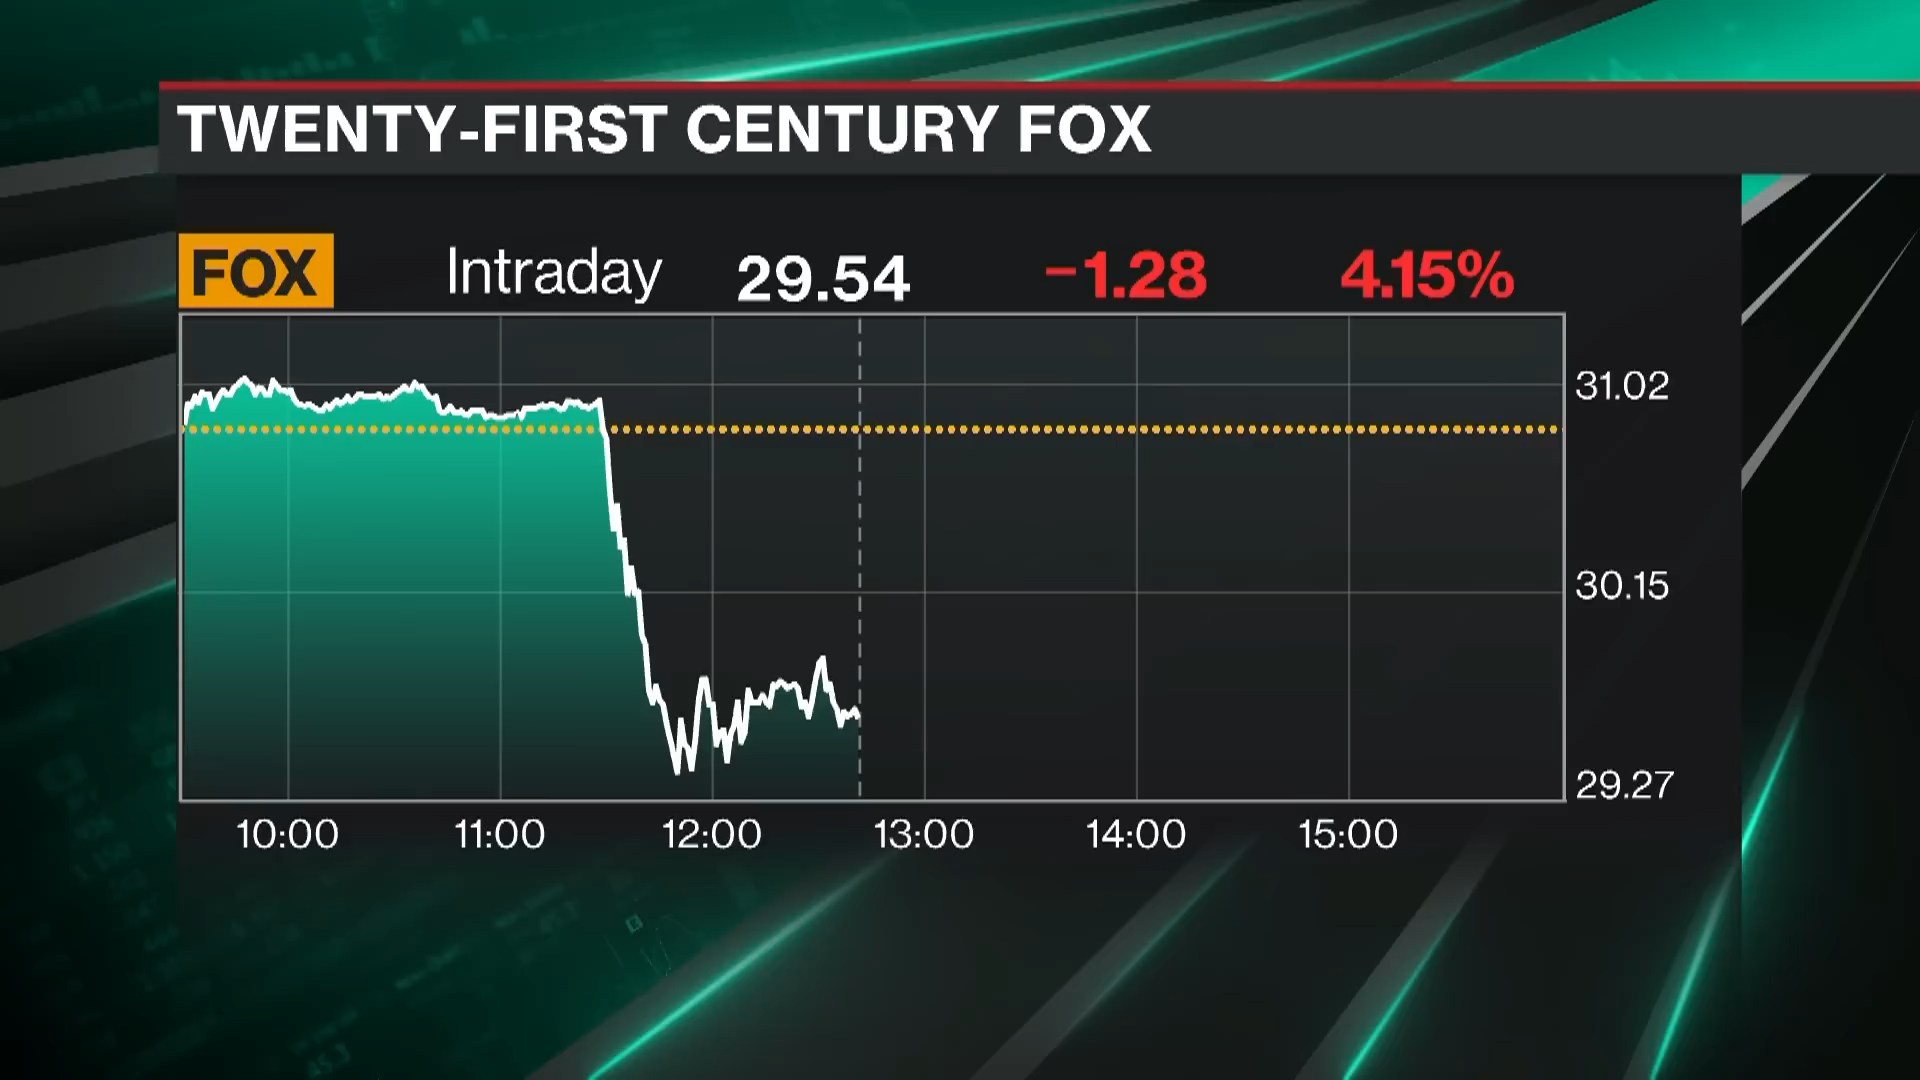 TWENTY-FIRST CENTURY FOX
FOX Intraday 29.54 -1.28 4.15%
31.02
30.15
29.27
10:00 11:00 12:00 13:00 14:00 15:00